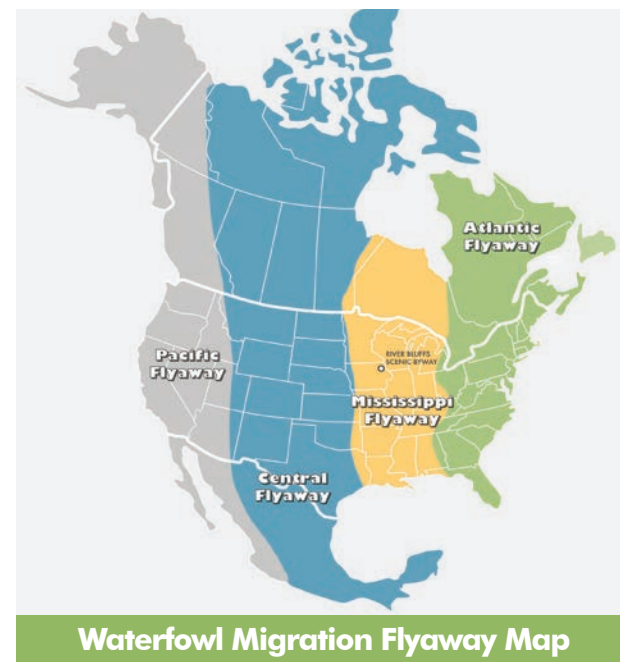 Atlantic
Flyaway
RIVER BLUFFS
SCENIC BYWAY
Pacific
Flyaway
Mississippi
Flyaway
Central
Flyaway
Waterfowl Migration Flyaway Map